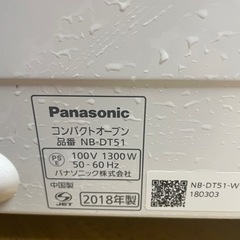 Panasonic
コンパクトオーブン
品番 NB-DT51
PS E 100V 1300W
50-60Hz
パナソニック株式会社
中国製
JET 2018年製
NB-DT51-W
180303